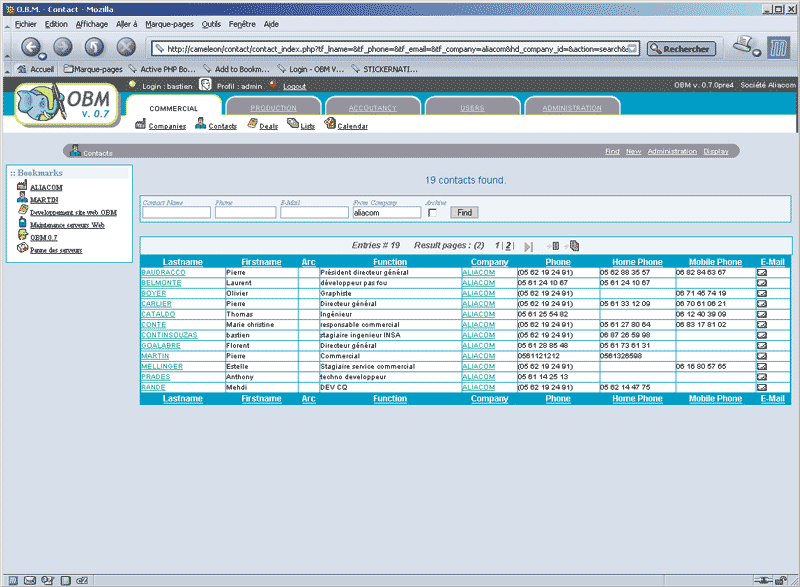 O.B.M. - Contact - Mozilla
Fichier Edition Affichage Aller à Marque-pages Outils Fenêtre Aide
http://cameleon/contact/contact_index.php?tf_lname=&tf_phone=&tf_email=&tf_company=aliacom&hd_company_id=&action=search& Rechercher
Accueil Marque-pages Active PHP Bo... Add to Bookm... Login - OBM V... STICKERNATI...
Login : bastien Profil : admin Logout OBM v. 0.7.0pre4 Société Aliacom
OBM v. 0.7
COMMERCIAL PRODUCTION ACCOUTANCY USERS ADMINISTRATION
Companies Contacts Deals Lists Calendar
Contacts Find New Administration Display
:: Bookmarks
ALIACOM
MARTIN
Developpement site web OBM
Maintenance serveurs Web
OBM 0.7
Panne des serveurs
19 contacts found.
Contact Name Phone E-Mail From Company Archive
aliacom Find
Entries # 19 Result pages : (2) 1 | 2 |
Lastname Firstname Arc Function Company Phone Home Phone Mobile Phone E-Mail
BAUDRACCO Pierre Président directeur général ALIACOM (05 62 19 24 91) 05 62 88 35 57 06 82 84 63 67
BELMONTE Laurent développeur pas fou ALIACOM 05 61 24 10 67 05 61 24 10 67
BOYER Olivier Graphiste ALIACOM (05 62 19 24 91) 06 71 45 74 19
CARLIER Pierre Directeur général ALIACOM (05 62 19 24 91) 05 61 33 12 09 06 70 61 06 21
CATALDO Thomas Ingénieur ALIACOM 05 61 25 54 82 06 12 40 39 09
CONTE Marie christine responsable commercial ALIACOM (05 62 19 24 91) 05 61 27 80 64 06 83 17 81 02
CONTINSOUZAS bastien stagiaire ingenieur INSA ALIACOM (05 62 19 24 91) 06 87 26 59 98
GOALABRE Florent Directeur général ALIACOM 05 61 28 85 48 05 61 73 61 31
MARTIN Pierre Commercial ALIACOM 0561121212 0561326598
MELLINGER Estelle Stagiaire service commercial ALIACOM (05 62 19 24 91) 06 16 80 57 65
PRADES Anthony techno developpeur ALIACOM 05 61 14 25 13
RANDE Mehdi DEV CQ ALIACOM (05 62 19 24 91) 05 62 14 47 75
Lastname Firstname Arc Function Company Phone Home Phone Mobile Phone E-Mail